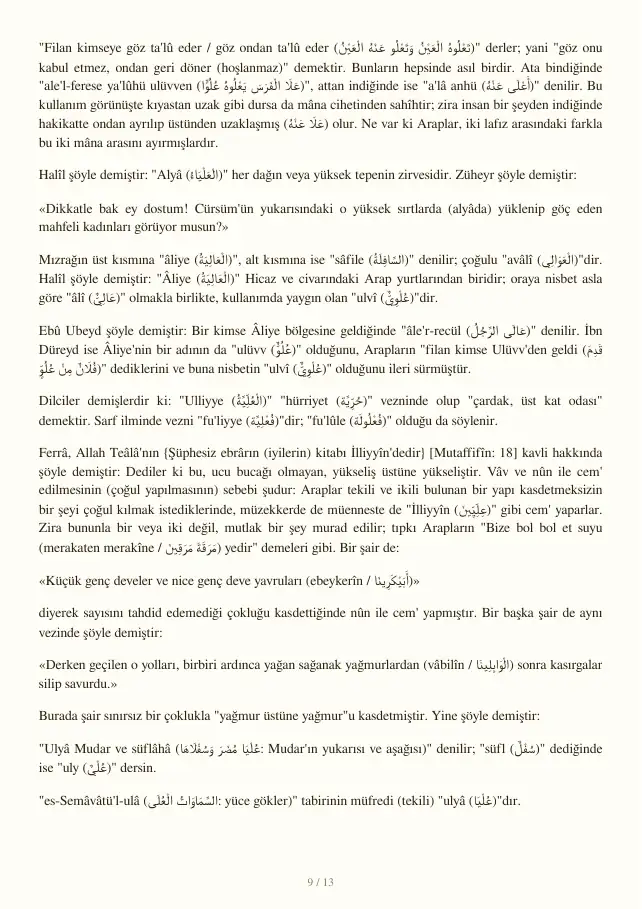 "Filan kimseye göz ta'lû eder / göz ondan ta'lû eder (تَعْلُوهُ الْعَيْنُ وَتَعْلُو عَنْهُ الْعَيْنُ)" derler; yani "göz onu
kabul etmez, ondan geri döner (hoşlanmaz)" demektir. Bunların hepsinde asıl birdir. Ata bindiğinde
"ale'l-ferese ya'lûhü ulüvven (عَلَا الْفَرَسَ يَعْلُوهُ عُلُوًّا)", attan indiğinde ise "a'lâ anhü (أَعْلَى عَنْهُ)" denilir. Bu
kullanım görünüşte kıyastan uzak gibi dursa da mâna cihetinden sahîhtir; zira insan bir şeyden indiğinde
hakikatte ondan ayrılıp üstünden uzaklaşmış (عَلَا عَنْهُ) olur. Ne var ki Araplar, iki lafız arasındaki farkla
bu iki mâna arasını ayırmışlardır.
Halîl şöyle demiştir: "Alyâ (الْعَلْيَاءُ)" her dağın veya yüksek tepenin zirvesidir. Züheyr şöyle demiştir:
«Dikkatle bak ey dostum! Cürsüm'ün yukarısındaki o yüksek sırtlarda (alyâda) yüklenip göç eden
mahfeli kadınları görüyor musun?»
Mızrağın üst kısmına "âliye (الْعَالِيَةُ)", alt kısmına ise "sâfile (السَّافِلَةُ)" denilir; çoğulu "avâlî (الْعَوَالِي)"dir.
Halîl şöyle demiştir: "Âliye (الْعَالِيَةُ)" Hicaz ve civarındaki Arap yurtlarından biridir; oraya nisbet asla
göre "âlî (عَالِيٌّ)" olmakla birlikte, kullanımda yaygın olan "ulvî (عُلْوِيٌّ)"dir.
Ebû Ubeyd şöyle demiştir: Bir kimse Âliye bölgesine geldiğinde "âle'r-recül (عَالَى الرَّجُلُ)" denilir. İbn
Düreyd ise Âliye'nin bir adının da "ulüvv (عُلُوٌّ)" olduğunu, Arapların "filan kimse Ulüvv'den geldi (قَدِمَ
فُلَانٌ مِنْ عُلُوٍّ)" dediklerini ve buna nisbetin "ulvî (عُلْوِيٌّ)" olduğunu ileri sürmüştür.
Dilciler demişlerdir ki: "Ulliyye (الْعُلِّيَّةُ)" "hürriyet (حُرِّيَّة)" vezninde olup "çardak, üst kat odası"
demektir. Sarf ilminde vezni "fu'liyye (فُعْلِيَّة)"dir; "fu'lûle (فُعْلُولَة)" olduğu da söylenir.
Ferrâ, Allah Teâlâ'nın {Şüphesiz ebrârın (iyilerin) kitabı İlliyyîn'dedir} [Mutaffifîn: 18] kavli hakkında
şöyle demiştir: Dediler ki bu, ucu bucağı olmayan, yükseliş üstüne yükseliştir. Vâv ve nûn ile cem'
edilmesinin (çoğul yapılmasının) sebebi şudur: Araplar tekili ve ikili bulunan bir yapı kasdetmeksizin
bir şeyi çoğul kılmak istediklerinde, müzekkerde de müenneste de "İlliyyîn (عِلِّيِّينَ)" gibi cem' yaparlar.
Zira bununla bir veya iki değil, mutlak bir şey murad edilir; tıpkı Arapların "Bize bol bol et suyu
(merakaten merakîne / مَرَقَةَ مَرَقِينَ) yedir" demeleri gibi. Bir şair de:
«Küçük genç develer ve nice genç deve yavruları (ebeykerîn / أُبَيْكِرِينَا)»
diyerek sayısını tahdid edemediği çokluğu kasdettiğinde nûn ile cem' yapmıştır. Bir başka şair de aynı
vezinde şöyle demiştir:
«Derken geçilen o yolları, birbiri ardınca yağan sağanak yağmurlardan (vâbilîn / الْوَابِلِينَا) sonra kasırgalar
silip savurdu.»
Burada şair sınırsız bir çoklukla "yağmur üstüne yağmur"u kasdetmiştir. Yine şöyle demiştir:
"Ulyâ Mudar ve süflâhâ (عُلْيَا مُضَرَ وَسُفْلَاهَا: Mudar'ın yukarısı ve aşağısı)" denilir; "süfl (سُفْلٌ)" dediğinde
ise "uly (عُلْيٌ)" dersin.
"es-Semâvâtü'l-ulâ (السَّمَاوَاتُ الْعُلَى: yüce gökler)" tabirinin müfredi (tekili) "ulyâ (عُلْيَا)"dır.
9 / 13